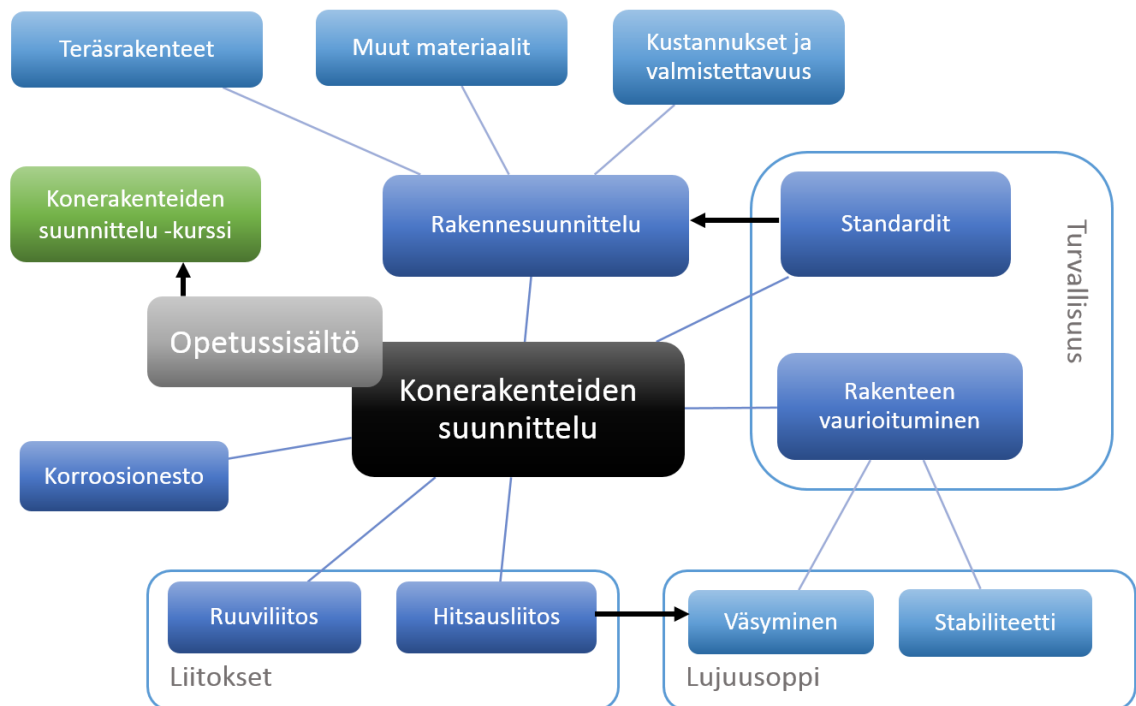 Teräsrakenteet
Muut materiaalit
Kustannukset ja
valmistettavuus
Konerakenteiden
suunnittelu -kurssi
Rakennesuunnittelu
Standardit
Turvallisuus
Opetussisältö
Konerakenteiden
suunnittelu
Rakenteen
vaurioituminen
Korroosionesto
Ruuviliitos
Hitsausliitos
Liitokset
Väsyminen
Stabiliteetti
Lujuusoppi